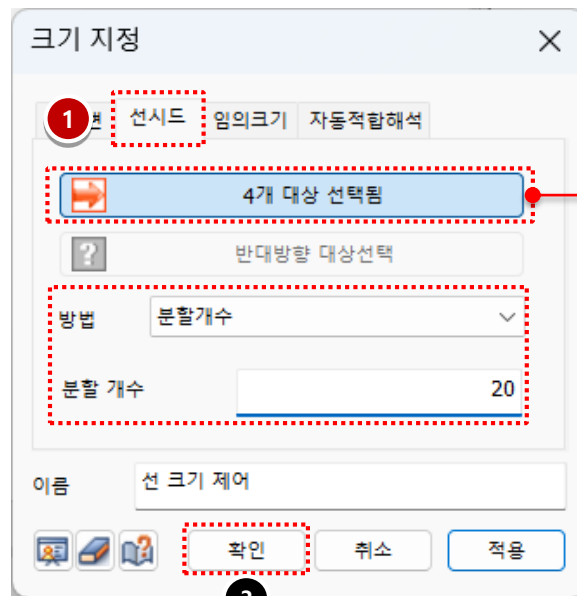 크기 지정
1
선시드 임의크기 자동적합해석
4개 대상 선택됨
? 반대방향 대상선택
방법 분할개수
분할 개수 20
이름 선 크기 제어
확인 취소 적용